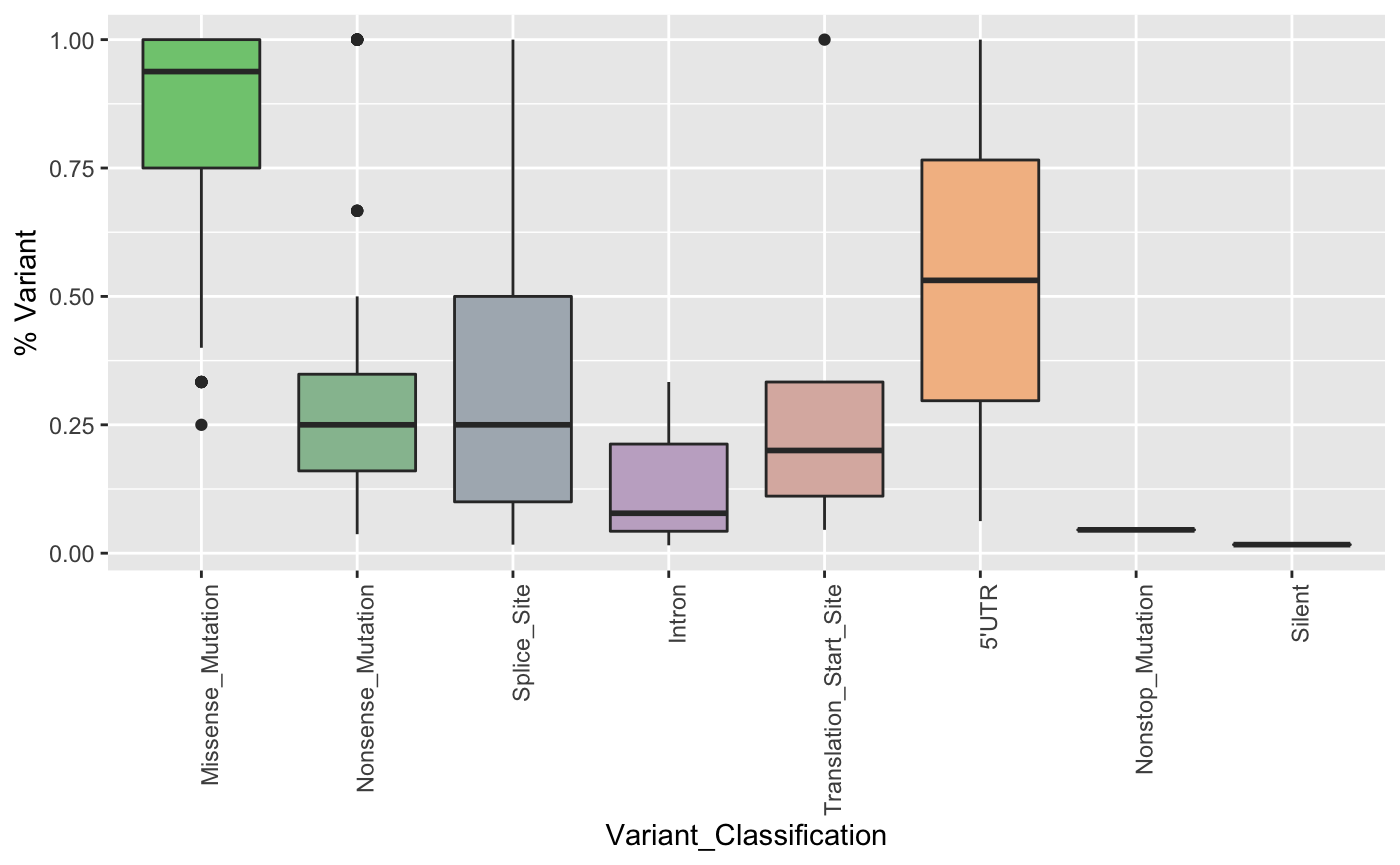 1.00
0.75
0.50
0.25
0.00
% Variant
Missense_Mutation
Nonsense_Mutation
Splice_Site
Intron
Translation_Start_Site
5'UTR
Nonstop_Mutation
Silent
Variant_Classification